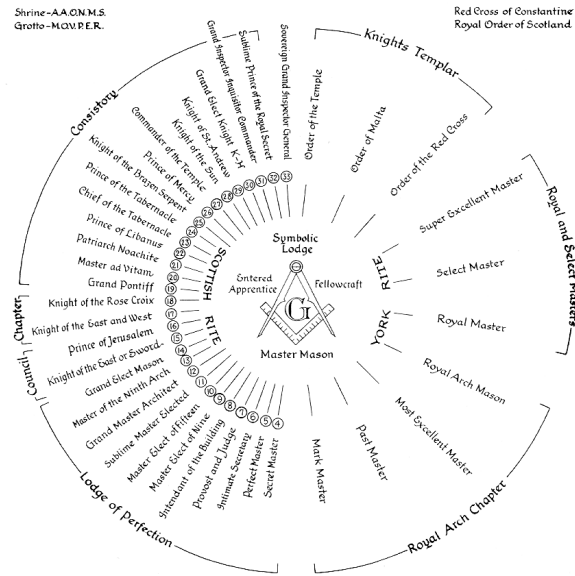 Shrine-A.A.O.N.M.S.
Grotto-M.O.V.P.E.R.
Red Cross of Constantine
Royal Order of Scotland
Knights Templar
Order of the Temple
Order of Malta
Order of the Red Cross
Royal and Select Masters
Super Excellent Master
Select Master
Royal Master
Royal Arch Chapter
Royal Arch Mason
Most Excellent Master
Past Master
Mark Master
YORK RITE
Symbolic
Lodge
Entered
Apprentice
Fellowcraft
G
Master Mason
SCOTTISH RITE
Consistory
Sovereign Grand Inspector General 33
Sublime Prince of the Royal Secret 32
Grand Inspector Inquisitor Commander 31
Grand Elect Knight K-H 30
Knight of St. Andrew 29
Knight of the Sun 28
Commander of the Temple 27
Prince of Mercy 26
Knight of the Brazen Serpent 25
Prince of the Tabernacle 24
Chief of the Tabernacle 23
Prince of Libanus 22
Patriarch Noachite 21
Master ad Vitam 20
Grand Pontiff 19
Chapter
Knight of the Rose Croix 18
Knight of the East and West 17
Council
Prince of Jerusalem 16
Knight of the East or Sword 15
Lodge of Perfection
Grand Elect Mason 14
Master of the Ninth Arch 13
Grand Master Architect 12
Sublime Master Elected 11
Master Elect of Fifteen 10
Master Elect of Nine 9
Intendant of the Building 8
Provost and Judge 7
Intimate Secretary 6
Perfect Master 5
Secret Master 4